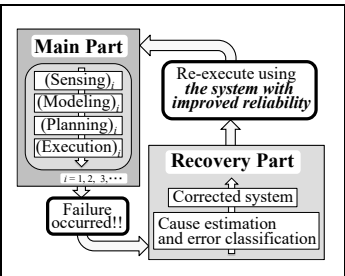 Main Part
(Sensing)i
(Modeling)i
(Planning)i
(Execution)i
i = 1, 2, 3,···
Failure
occurred!!
Re-execute using
the system with
improved reliability
Recovery Part
Corrected system
Cause estimation
and error classification